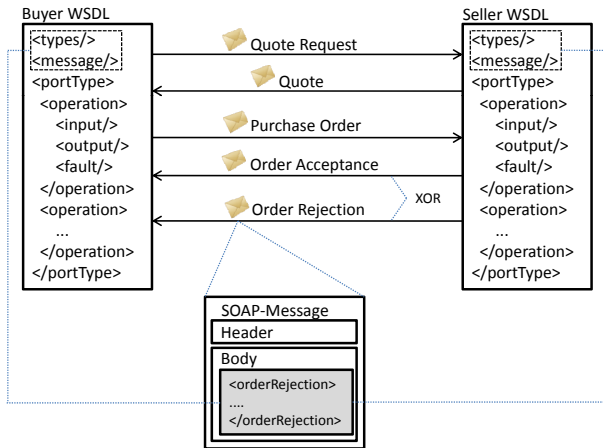 Buyer WSDL
<types/>
<message/>
<portType>
<operation>
<input/>
<output/>
<fault/>
</operation>
<operation>
...
</operation>
</portType>
Quote Request
Quote
Purchase Order
Order Acceptance
Order Rejection
XOR
Seller WSDL
<types/>
<message/>
<portType>
<operation>
<input/>
<output/>
<fault/>
</operation>
<operation>
...
</operation>
</portType>
SOAP-Message
Header
Body
<orderRejection>
....
</orderRejection>